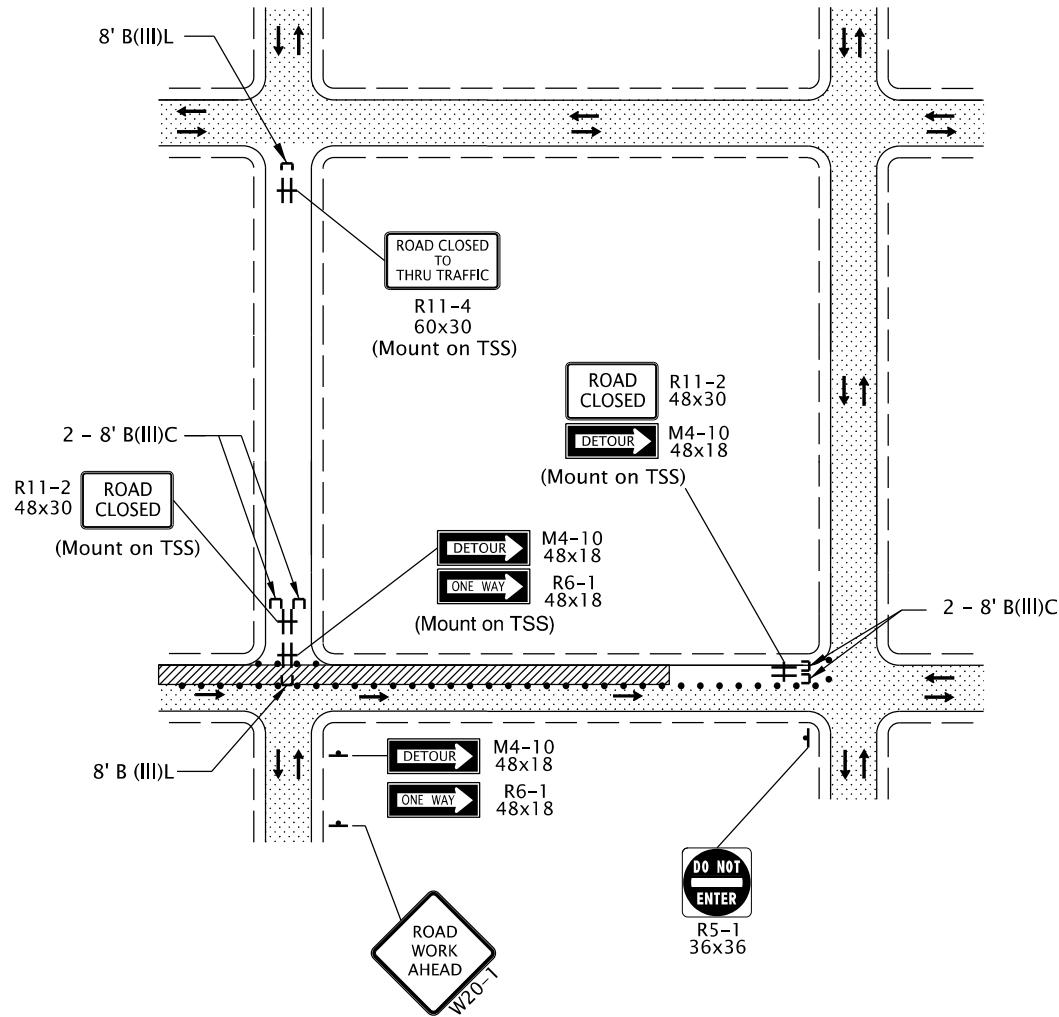 8' B(III)L
ROAD CLOSED
TO
THRU TRAFFIC
R11-4
60x30
(Mount on TSS)
ROAD
CLOSED
R11-2
48x30
DETOUR
M4-10
48x18
(Mount on TSS)
2 - 8' B(III)C
R11-2
48x30
ROAD
CLOSED
(Mount on TSS)
DETOUR
M4-10
48x18
ONE WAY
R6-1
48x18
(Mount on TSS)
2 - 8' B(III)C
8' B (III)L
DETOUR
M4-10
48x18
ONE WAY
R6-1
48x18
DO NOT
ENTER
R5-1
36x36
ROAD
WORK
AHEAD
W20-1